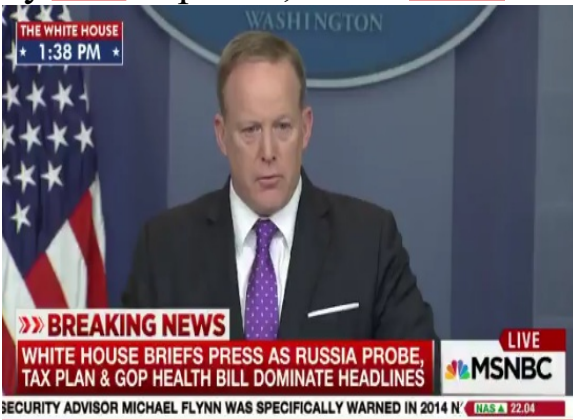 WASHINGTON
THE WHITE HOUSE
1:38 PM
BREAKING NEWS
WHITE HOUSE BRIEFS PRESS AS RUSSIA PROBE,
TAX PLAN & GOP HEALTH BILL DOMINATE HEADLINES
LIVE
MSNBC
SECURITY ADVISOR MICHAEL FLYNN WAS SPECIFICALLY WARNED IN 2014 N
NAS ▲ 22.04